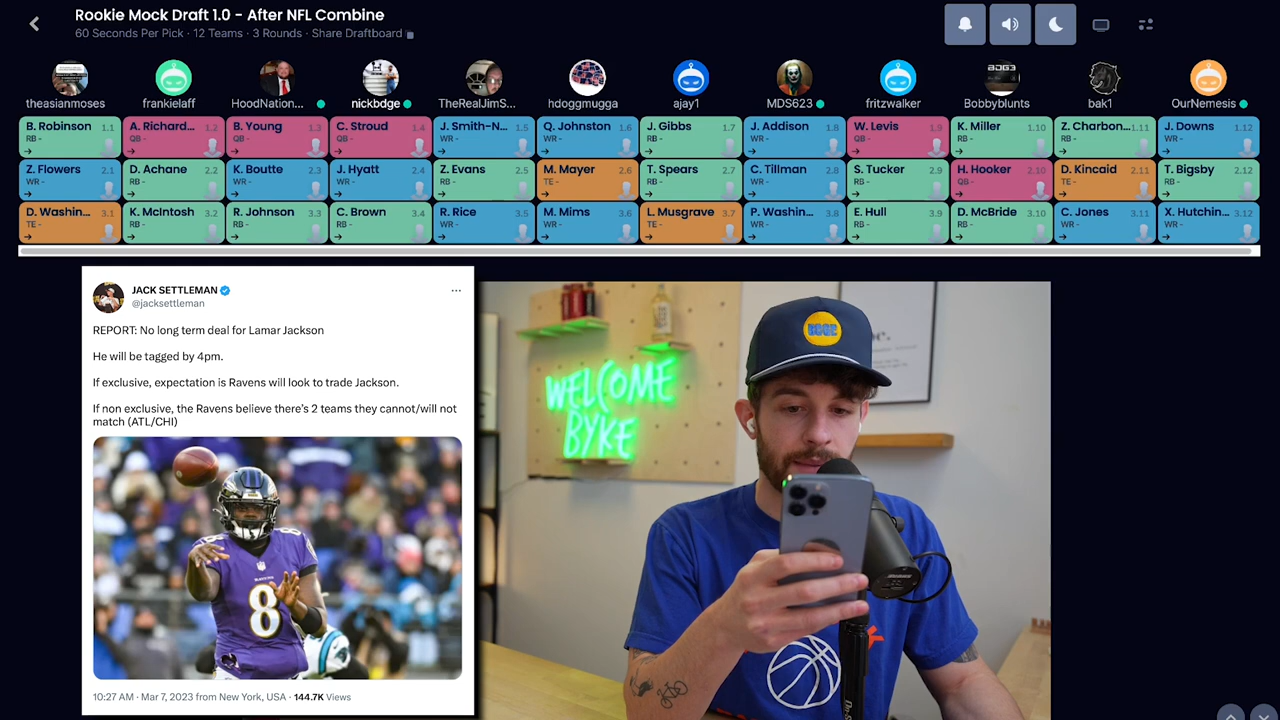 Rookie Mock Draft 1.0 - After NFL Combine
60 Seconds Per Pick · 12 Teams · 3 Rounds · Share Draftboard
theasianmoses frankielaff HoodNation... nickbdge TheRealJimS... hdoggmugga ajay1 MDS623 fritzwalker Bobbyblunts bak1 OurNemesis
B. Robinson 1.1 A. Richard... 1.2 B. Young 1.3 C. Stroud 1.4 J. Smith-N... 1.5 Q. Johnston 1.6 J. Gibbs 1.7 J. Addison 1.8 W. Levis 1.9 K. Miller 1.10 Z. Charbon... 1.11 J. Downs 1.12
RB - QB - QB - QB - WR - WR - RB - WR - QB - RB - RB - WR -
Z. Flowers 2.1 D. Achane 2.2 K. Boutte 2.3 J. Hyatt 2.4 Z. Evans 2.5 M. Mayer 2.6 T. Spears 2.7 C. Tillman 2.8 S. Tucker 2.9 H. Hooker 2.10 D. Kincaid 2.11 T. Bigsby 2.12
WR - RB - WR - WR - RB - TE - RB - WR - RB - QB - TE - RB -
D. Washin... 3.1 K. McIntosh 3.2 R. Johnson 3.3 C. Brown 3.4 R. Rice 3.5 M. Mims 3.6 L. Musgrave 3.7 P. Washin... 3.8 E. Hull 3.9 D. McBride 3.10 C. Jones 3.11 X. Hutchin... 3.12
TE - RB - RB - RB - WR - WR - TE - WR - RB - RB - WR - WR -
JACK SETTLEMAN
@jacksettleman
REPORT: No long term deal for Lamar Jackson
He will be tagged by 4pm.
If exclusive, expectation is Ravens will look to trade Jackson.
If non exclusive, the Ravens believe there's 2 teams they cannot/will not
match (ATL/CHI)
8
10:27 AM · Mar 7, 2023 from New York, USA · 144.7K Views
WELCOME
BYKE
BDGE